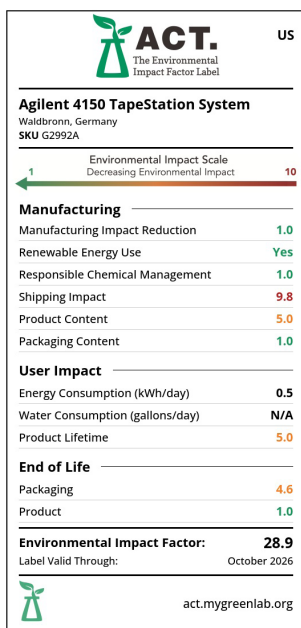 ACT.
US
The Environmental
Impact Factor Label
Agilent 4150 TapeStation System
Waldbronn, Germany
SKU G2992A
Environmental Impact Scale
1 Decreasing Environmental Impact 10
Manufacturing
Manufacturing Impact Reduction 1.0
Renewable Energy Use Yes
Responsible Chemical Management 1.0
Shipping Impact 9.8
Product Content 5.0
Packaging Content 1.0
User Impact
Energy Consumption (kWh/day) 0.5
Water Consumption (gallons/day) N/A
Product Lifetime 5.0
End of Life
Packaging 4.6
Product 1.0
Environmental Impact Factor: 28.9
Label Valid Through: October 2026
act.mygreenlab.org